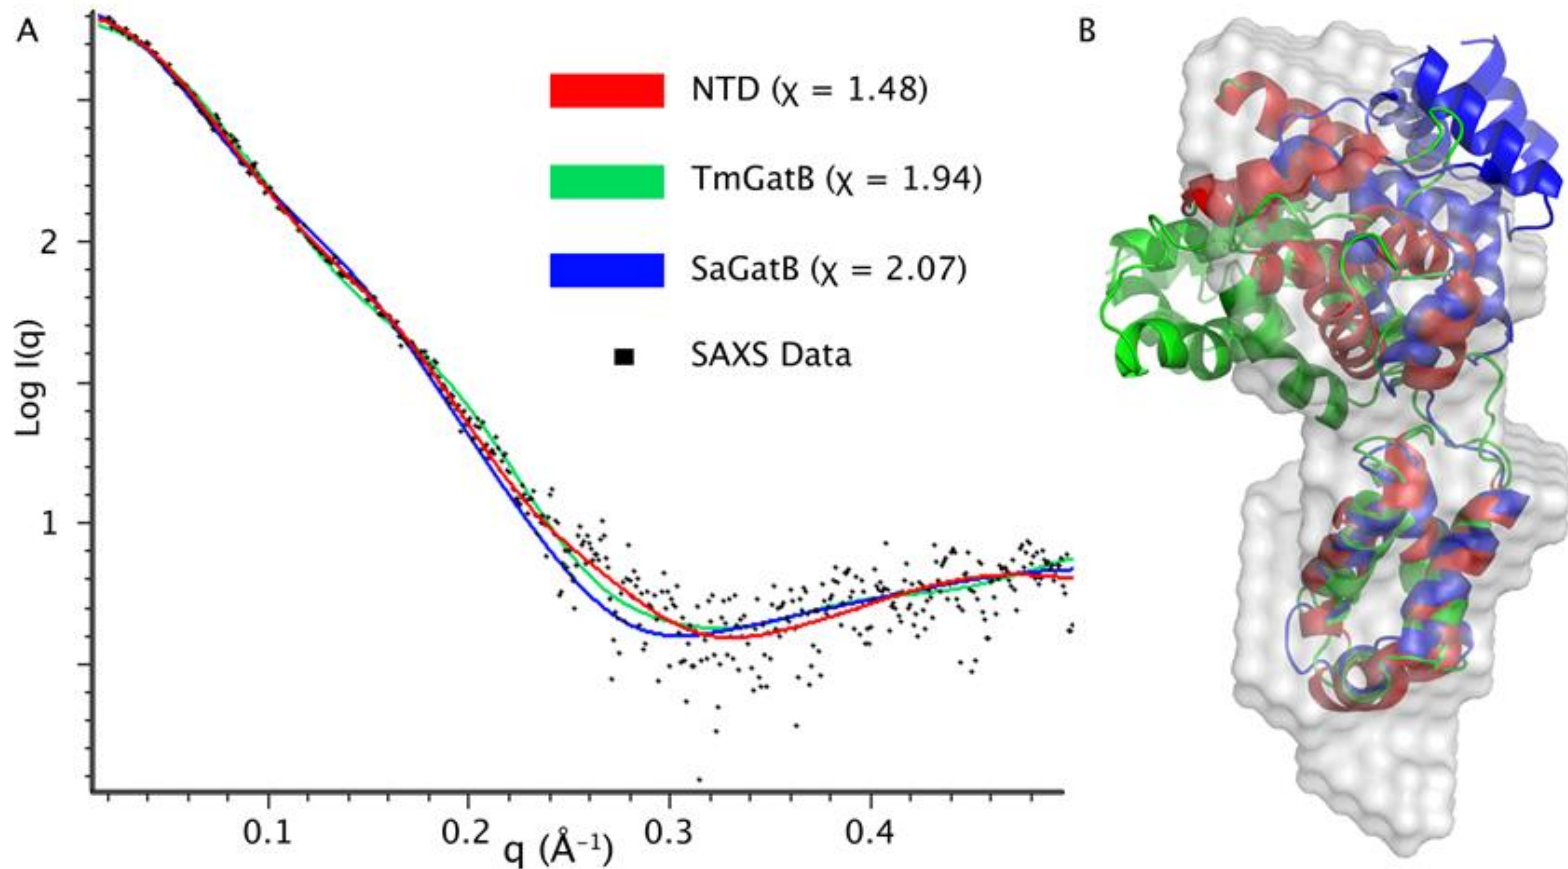 A
B
NTD (χ = 1.48)
TmGatB (χ = 1.94)
SaGatB (χ = 2.07)
SAXS Data
Log I(q)
2
1
0.1
0.2
0.3
0.4
q (Å⁻¹)